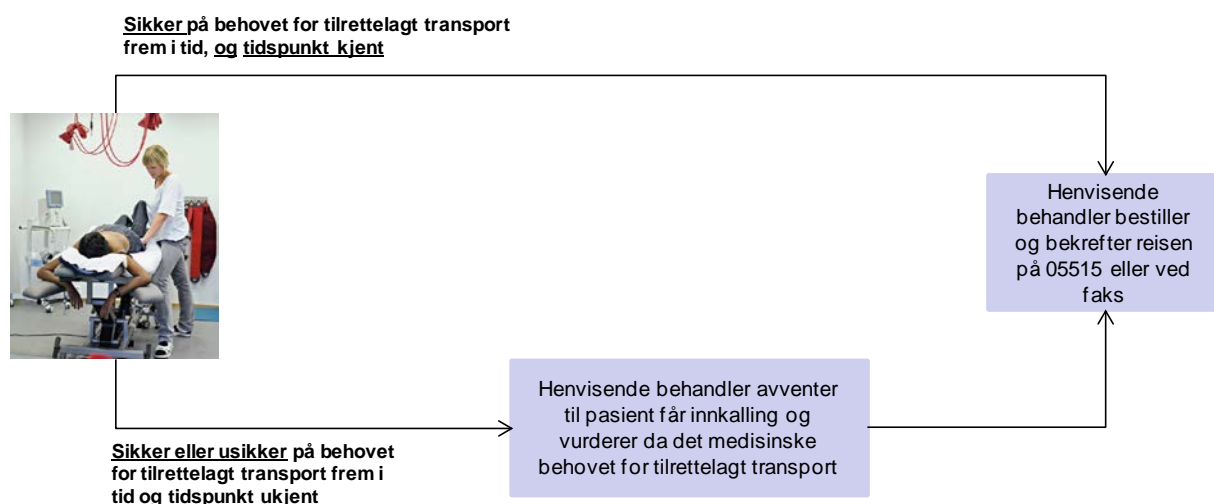 Sikker på behovet for tilrettelagt transport
frem i tid, og tidspunkt kjent
Henvisende
behandler bestiller
og bekrefter reisen
på 05515 eller ved
faks
Henvisende behandler avventer
til pasient får innkalling og
vurderer da det medisinske
behovet for tilrettelagt transport
Sikker eller usikker på behovet
for tilrettelagt transport frem i
tid og tidspunkt ukjent